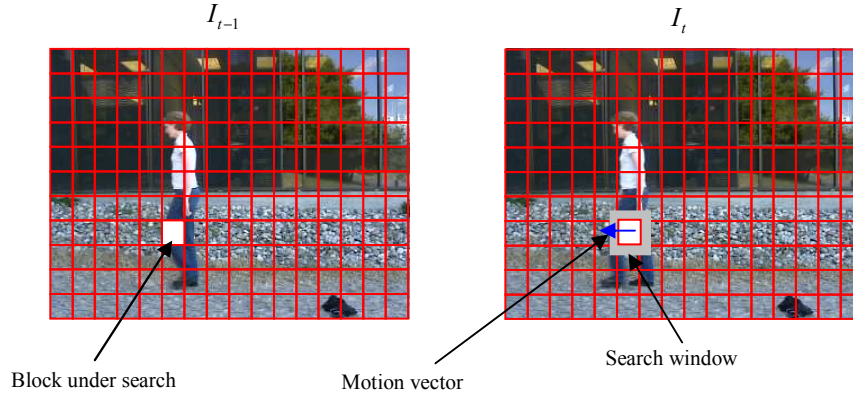 I_{t-1}
I_t
Block under search
Motion vector
Search window